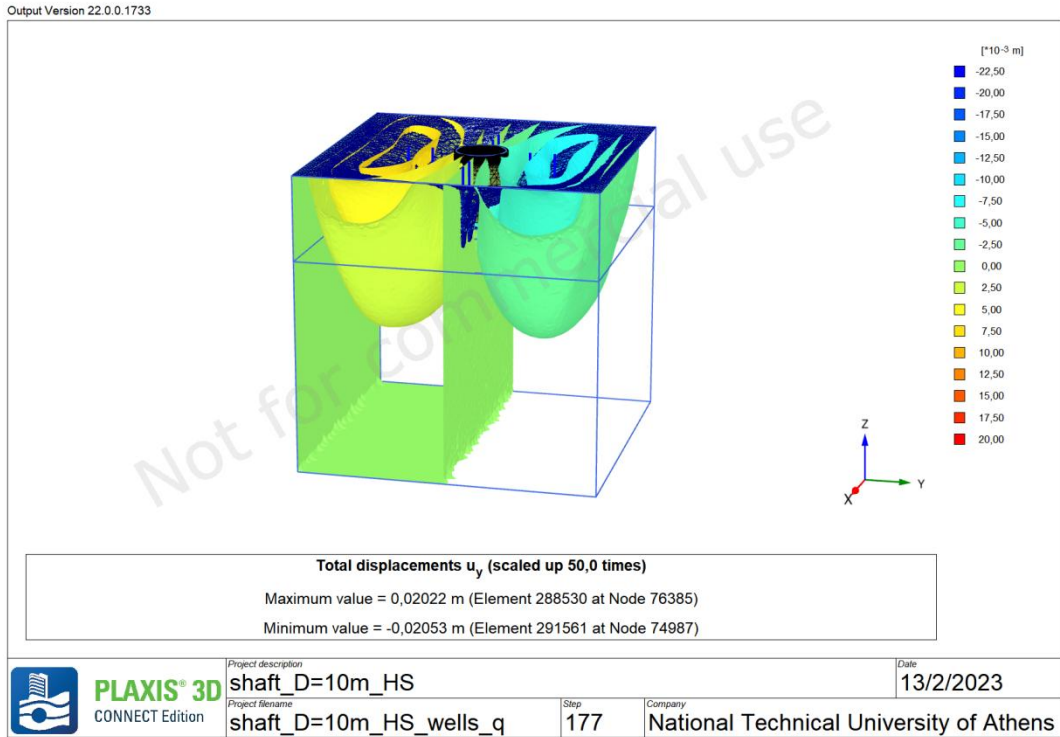 Output Version 22.0.0.1733
[*10-3 m]
-22,50
-20,00
-17,50
-15,00
-12,50
-10,00
-7,50
-5,00
-2,50
0,00
2,50
5,00
7,50
10,00
12,50
15,00
17,50
20,00
Not for commercial use
Z
Y
X
Total displacements uy (scaled up 50,0 times)
Maximum value = 0,02022 m (Element 288530 at Node 76385)
Minimum value = -0,02053 m (Element 291561 at Node 74987)
PLAXIS® 3D
CONNECT Edition
Project description
shaft_D=10m_HS
Date
13/2/2023
Project filename
shaft_D=10m_HS_wells_q
Step
177
Company
National Technical University of Athens